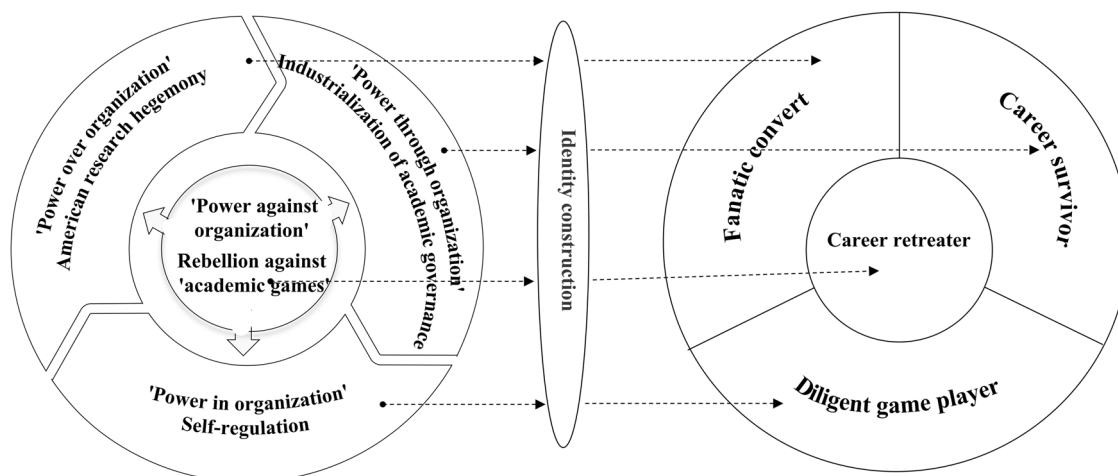 'Power over organization'
American research hegemony
'Power through organization'
Industrialization of academic governance
'Power against
organization'
Rebellion against
'academic games'
'Power in organization'
Self-regulation
Identity construction
Fanatic convert
Career survivor
Career retreater
Diligent game player